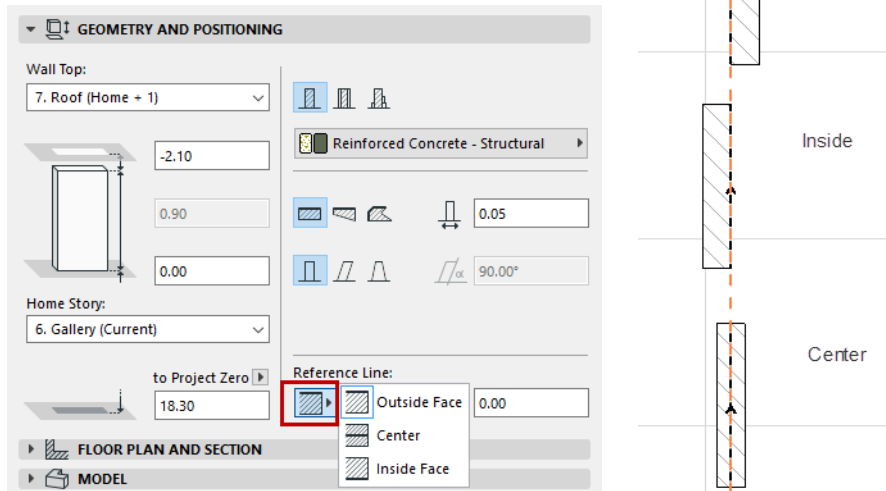 GEOMETRY AND POSITIONING
Wall Top:
7. Roof (Home + 1)
-2.10
0.90
0.00
Home Story:
6. Gallery (Current)
to Project Zero
18.30
Reinforced Concrete - Structural
0.05
α
90.00°
Reference Line:
0.00
Outside Face
Center
Inside Face
FLOOR PLAN AND SECTION
MODEL
Inside
Center